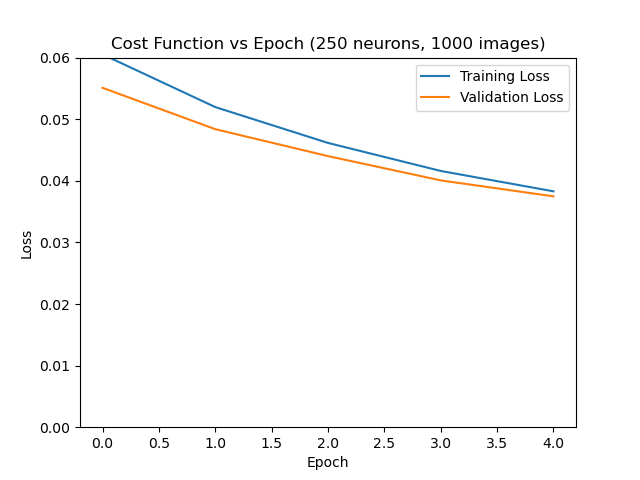 Cost Function vs Epoch (250 neurons, 1000 images)
Training Loss
Validation Loss
0.06
0.05
0.04
0.03
0.02
0.01
0.00
Loss
0.0 0.5 1.0 1.5 2.0 2.5 3.0 3.5 4.0
Epoch